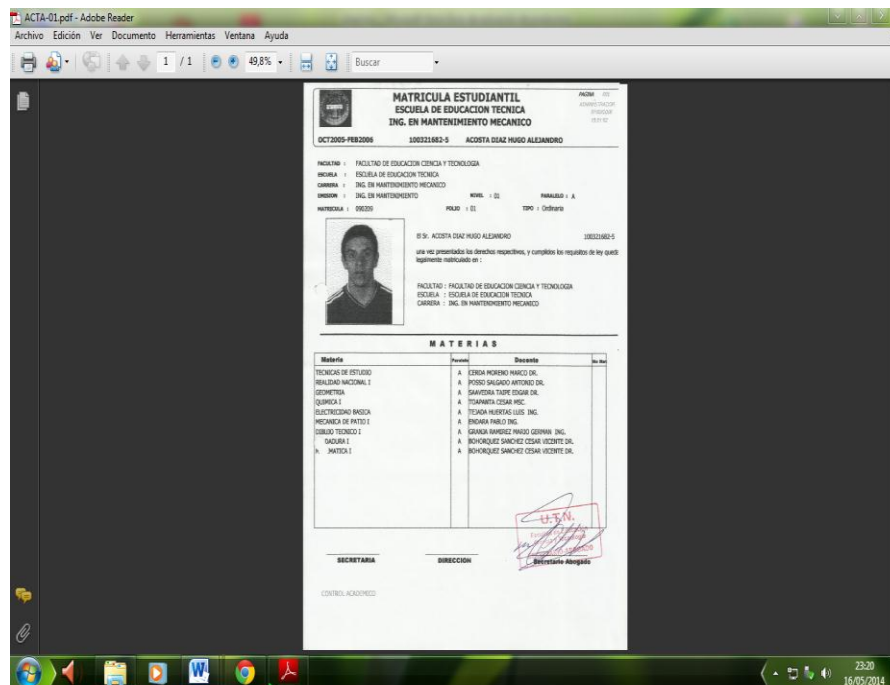 ACTA-01.pdf - Adobe Reader
Archivo Edición Ver Documento Herramientas Ventana Ayuda
1 / 1 49,8% Buscar
MATRICULA ESTUDIANTIL
ESCUELA DE EDUCACION TECNICA
ING. EN MANTENIMIENTO MECANICO
PAGINA
OCT2005-FEB2006 100321682-5 ACOSTA DIAZ HUGO ALEJANDRO
FACULTAD : FACULTAD DE EDUCACION CIENCIA Y TECNOLOGIA
ESCUELA : ESCUELA DE EDUCACION TECNICA
CARRERA : ING. EN MANTENIMIENTO MECANICO
ING. EN MANTENIMIENTO NIVEL : 01 PARALELO : A
MATRICULA : 090209 FOLIO : 01 TIPO : Ordinaria
El Sr. ACOSTA DIAZ HUGO ALEJANDRO 100321682-5
una vez presentados los derechos respectivos, y cumplidos los requisitos de ley qued
legalmente matriculado en :
FACULTAD : FACULTAD DE EDUCACION CIENCIA Y TECNOLOGIA
ESCUELA : ESCUELA DE EDUCACION TECNICA
CARRERA : ING. EN MANTENIMIENTO MECANICO
MATERIAS
Materia Paralelo Docente
TECNICAS DE ESTUDIO A CERDA MORENO MARCO DR.
REALIDAD NACIONAL I A POSSO SALGADO ANTONIO DR.
GEOMETRIA A SAAVEDRA TAIPE EDGAR DR.
QUIMICA I A TOAPANTA CESAR MSC.
ELECTRICIDAD BASICA A TEJADA HUERTAS LUIS ING.
MECANICA DE PATIO I A ENDARA PABLO ING.
DIBUJO TECNICO I A GRANJA RAMIREZ MARIO GERMAN ING.
DADURA I A BOHORQUEZ SANCHEZ CESAR VICENTE DR.
MATICA I A BOHORQUEZ SANCHEZ CESAR VICENTE DR.
U.T.N.
SECRETARIA DIRECCION Secretario Abogado
CONTROL ACADEMICO
23:20
16/05/2014